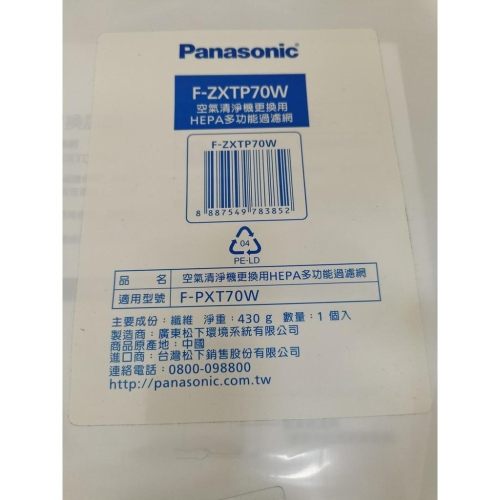 Panasonic
F-ZXTP70W
空氣清淨機更換用
HEPA多功能過濾網
F-ZXTP70W
8 887549 783852
04
PE-LD
品 名 空氣清淨機更換用HEPA多功能過濾網
適用型號 F-PXT70W
主要成份：纖維 淨重：430 g 數量：1 個入
製造商：廣東松下環境系統有限公司
商品原產地：中國
進口商：台灣松下銷售股份有限公司
連絡電話：0800-098800
http://panasonic.com.tw